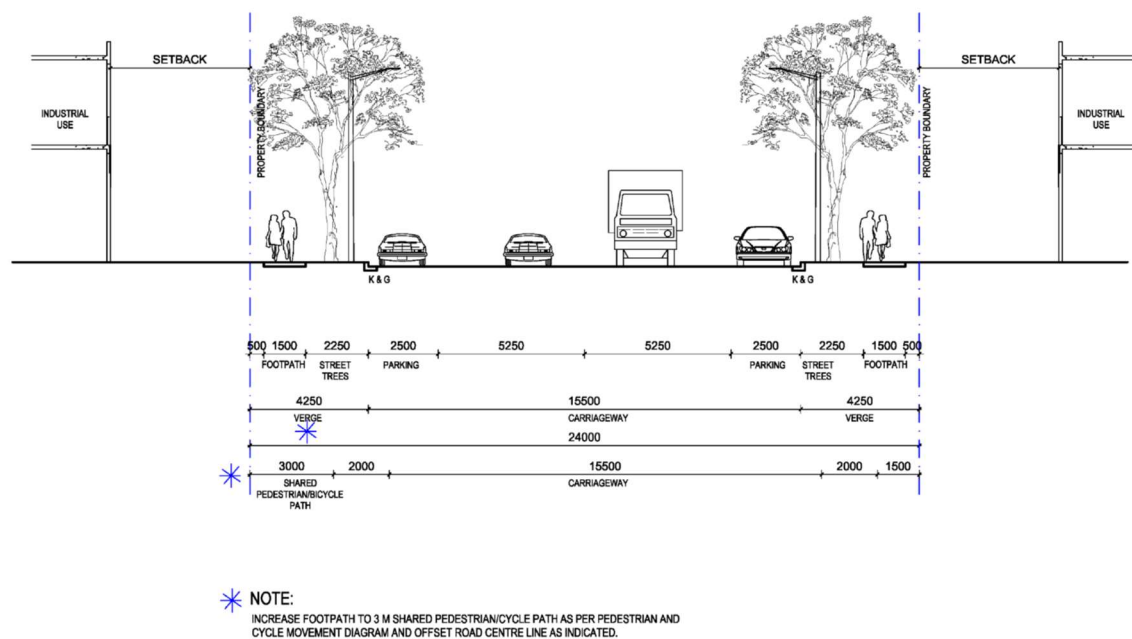 SETBACK
SETBACK
INDUSTRIAL
USE
PROPERTY BOUNDARY
PROPERTY BOUNDARY
INDUSTRIAL
USE
K & G
K & G
500 1500 2250 2500 5250 5250 2500 2250 1500 500
FOOTPATH STREET TREES PARKING PARKING STREET TREES FOOTPATH
4250 15500 4250
VERGE CARRIAGEWAY VERGE
24000
3000 2000 15500 2000 1500
SHARED CARRIAGEWAY
PEDESTRIAN/BICYCLE
PATH
NOTE:
INCREASE FOOTPATH TO 3 M SHARED PEDESTRIAN/CYCLE PATH AS PER PEDESTRIAN AND
CYCLE MOVEMENT DIAGRAM AND OFFSET ROAD CENTRE LINE AS INDICATED.